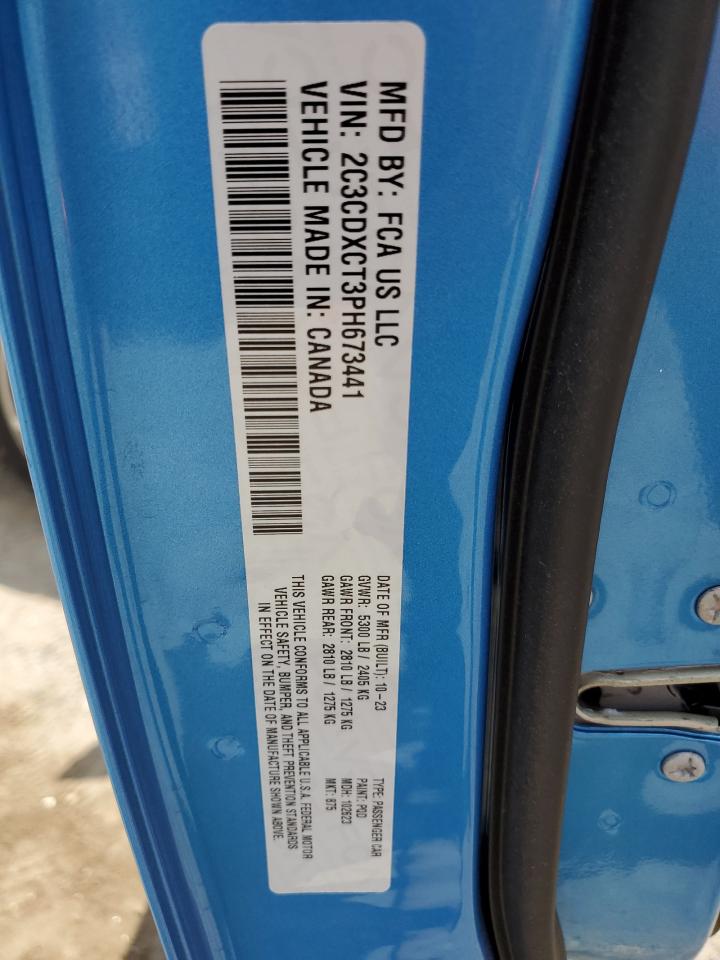 MFD BY: FCA US LLC
VIN: 2C3CDXCT3PH673441
VEHICLE MADE IN: CANADA
DATE OF MFR (BUILT): 10-23
GVWR: 5300 LB / 2405 KG
GAWR FRONT: 2810 LB / 1275 KG
GAWR REAR: 2810 LB / 1275 KG
THIS VEHICLE CONFORMS TO ALL APPLICABLE U.S.A. FEDERAL MOTOR
VEHICLE SAFETY, BUMPER, AND THEFT PREVENTION STANDARDS
IN EFFECT ON THE DATE OF MANUFACTURE SHOWN ABOVE.
TYPE: PASSENGER CAR
PAINT: PQD
MDH: 102623
MKT: 875